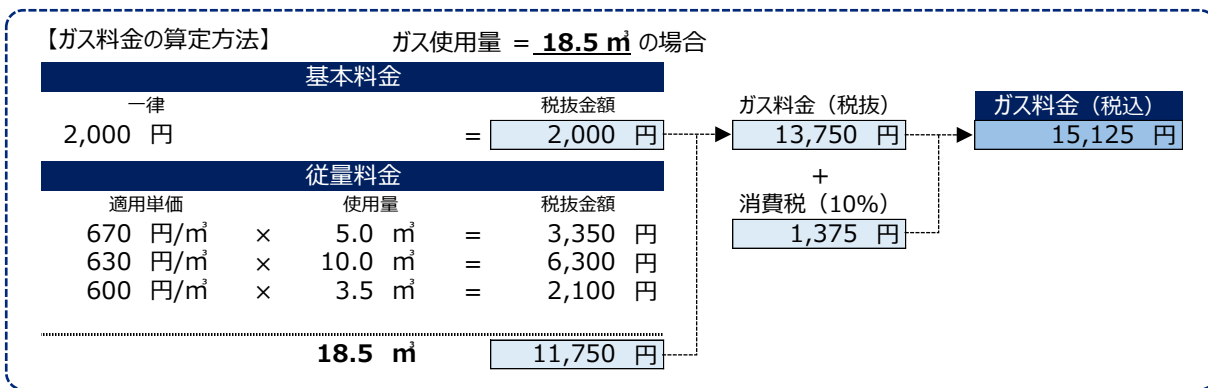 【ガス料金の算定方法】 ガス使用量 = 18.5 ㎥ の場合
基本料金
一律 税抜金額
2,000 円 = 2,000 円
ガス料金（税抜）
13,750 円
+
消費税（10%）
1,375 円
ガス料金（税込）
15,125 円
従量料金
適用単価 使用量 税抜金額
670 円/㎥ × 5.0 ㎥ = 3,350 円
630 円/㎥ × 10.0 ㎥ = 6,300 円
600 円/㎥ × 3.5 ㎥ = 2,100 円
18.5 ㎥ 11,750 円